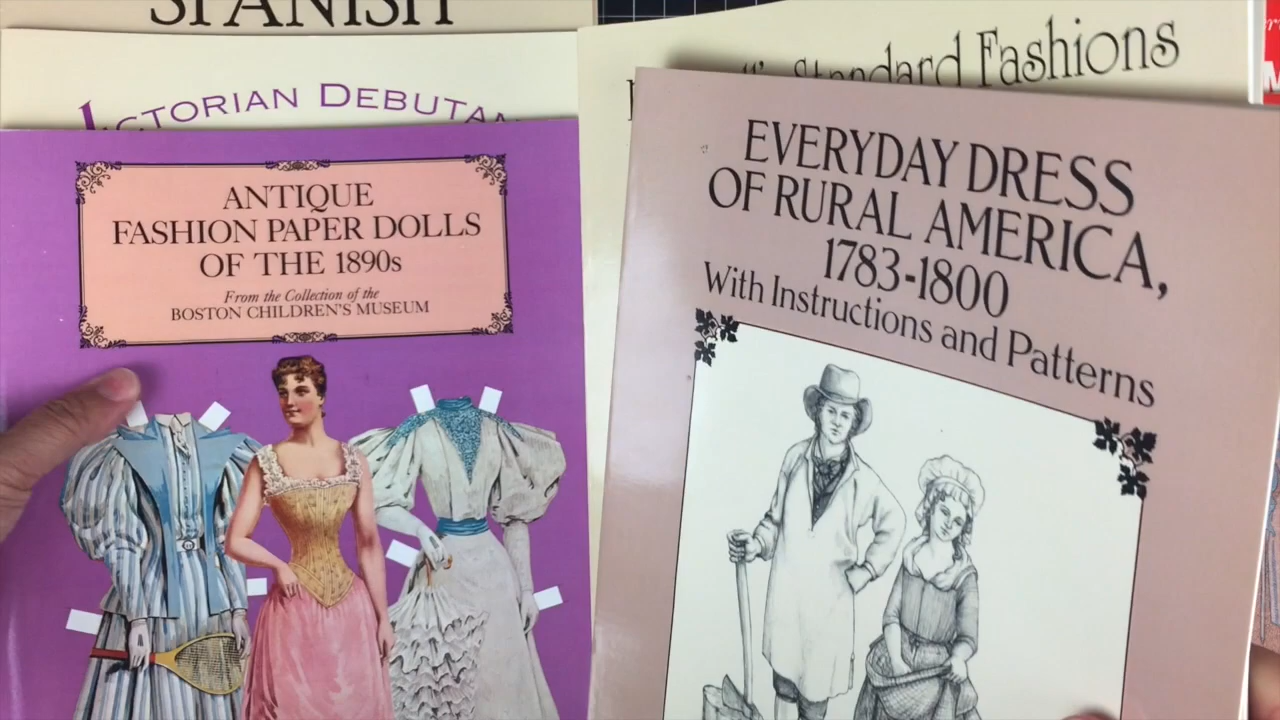 SPANISH
VICTORIAN DEBUTAN
Standard Fashions
ANTIQUE
FASHION PAPER DOLLS
OF THE 1890s
From the Collection of the
BOSTON CHILDREN'S MUSEUM
EVERYDAY DRESS
OF RURAL AMERICA,
1783-1800
With Instructions and Patterns